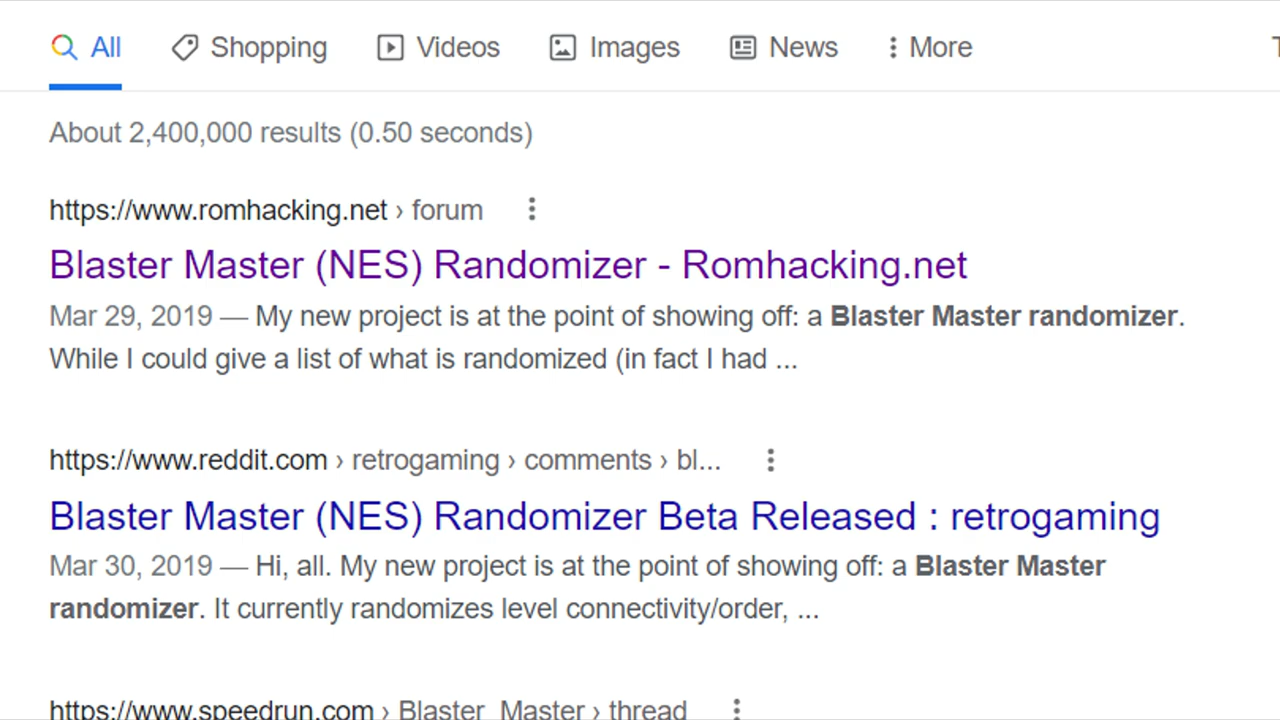 All Shopping Videos Images News More
About 2,400,000 results (0.50 seconds)
https://www.romhacking.net › forum
Blaster Master (NES) Randomizer - Romhacking.net
Mar 29, 2019 — My new project is at the point of showing off: a Blaster Master randomizer.
While I could give a list of what is randomized (in fact I had ...
https://www.reddit.com › retrogaming › comments › bl...
Blaster Master (NES) Randomizer Beta Released : retrogaming
Mar 30, 2019 — Hi, all. My new project is at the point of showing off: a Blaster Master
randomizer. It currently randomizes level connectivity/order, ...
https://www.speedrun.com › Blaster_Master › thread